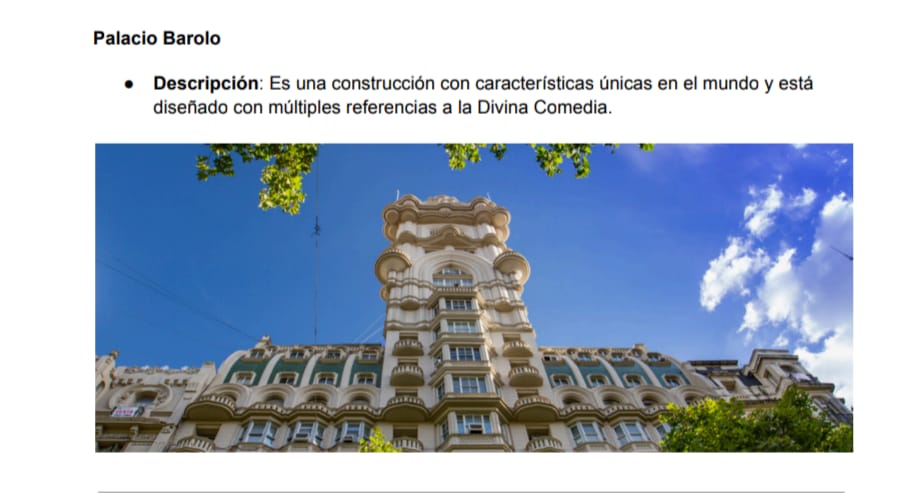 Palacio Barolo
● Descripción: Es una construcción con características únicas en el mundo y está
diseñado con múltiples referencias a la Divina Comedia.